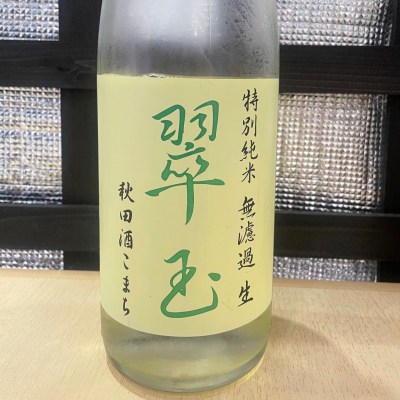 特別純米 無濾過 生
翠玉
秋田酒こまち